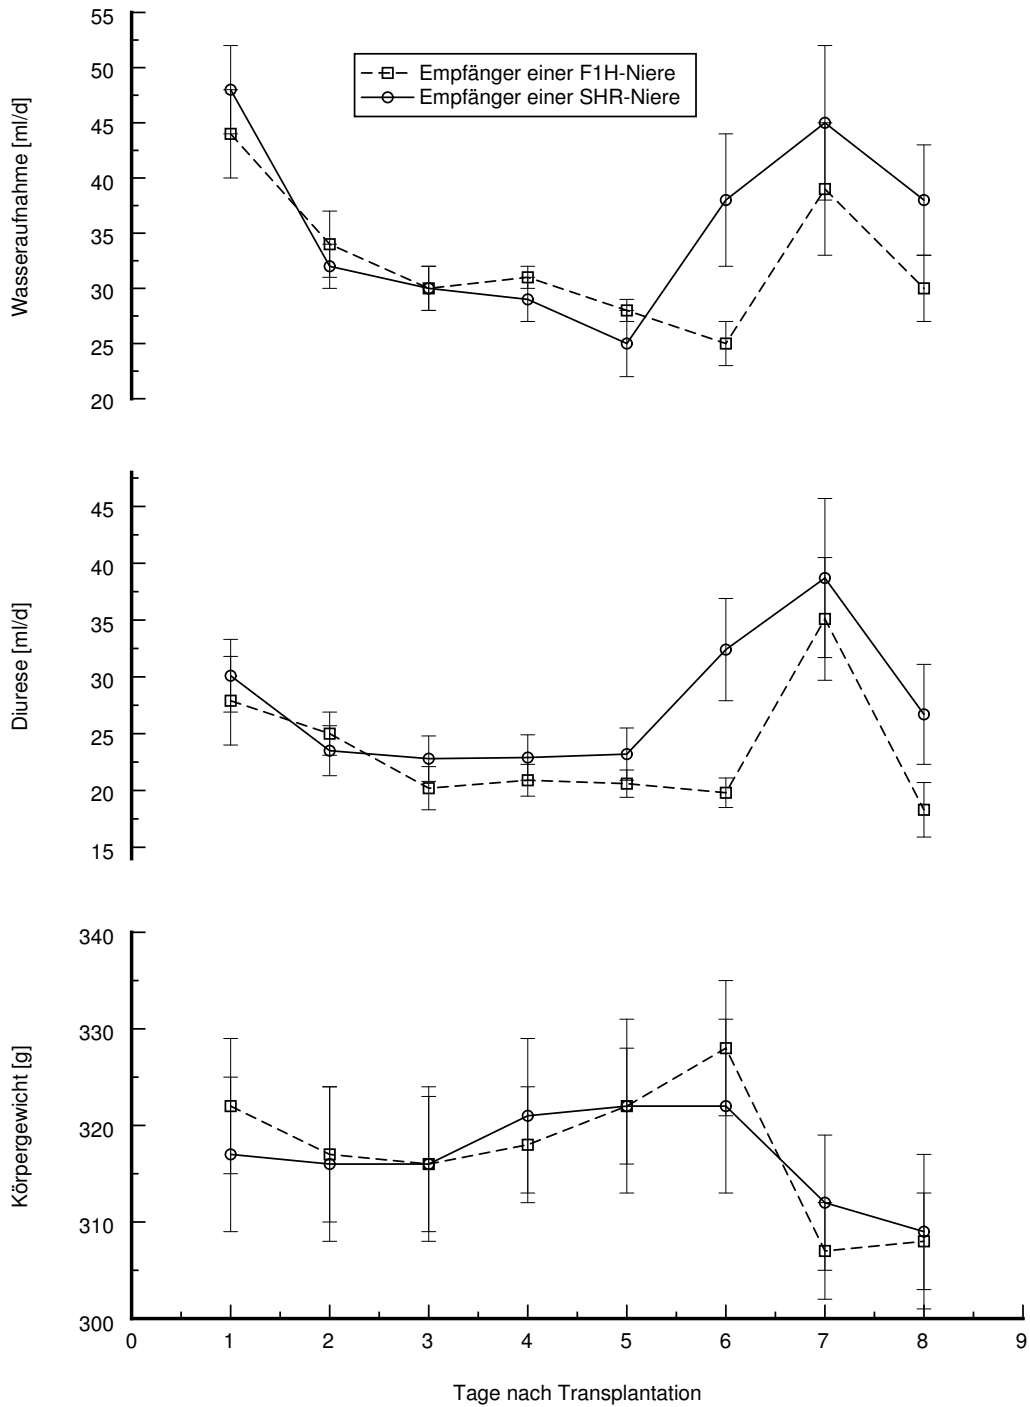 55
50
45
40
35
30
25
20
Wasseraufnahme [ml/d]
Empfänger einer F1H-Niere
Empfänger einer SHR-Niere
45
40
35
30
25
20
15
Diurese [ml/d]
340
330
320
310
300
Körpergewicht [g]
0 1 2 3 4 5 6 7 8 9
Tage nach Transplantation